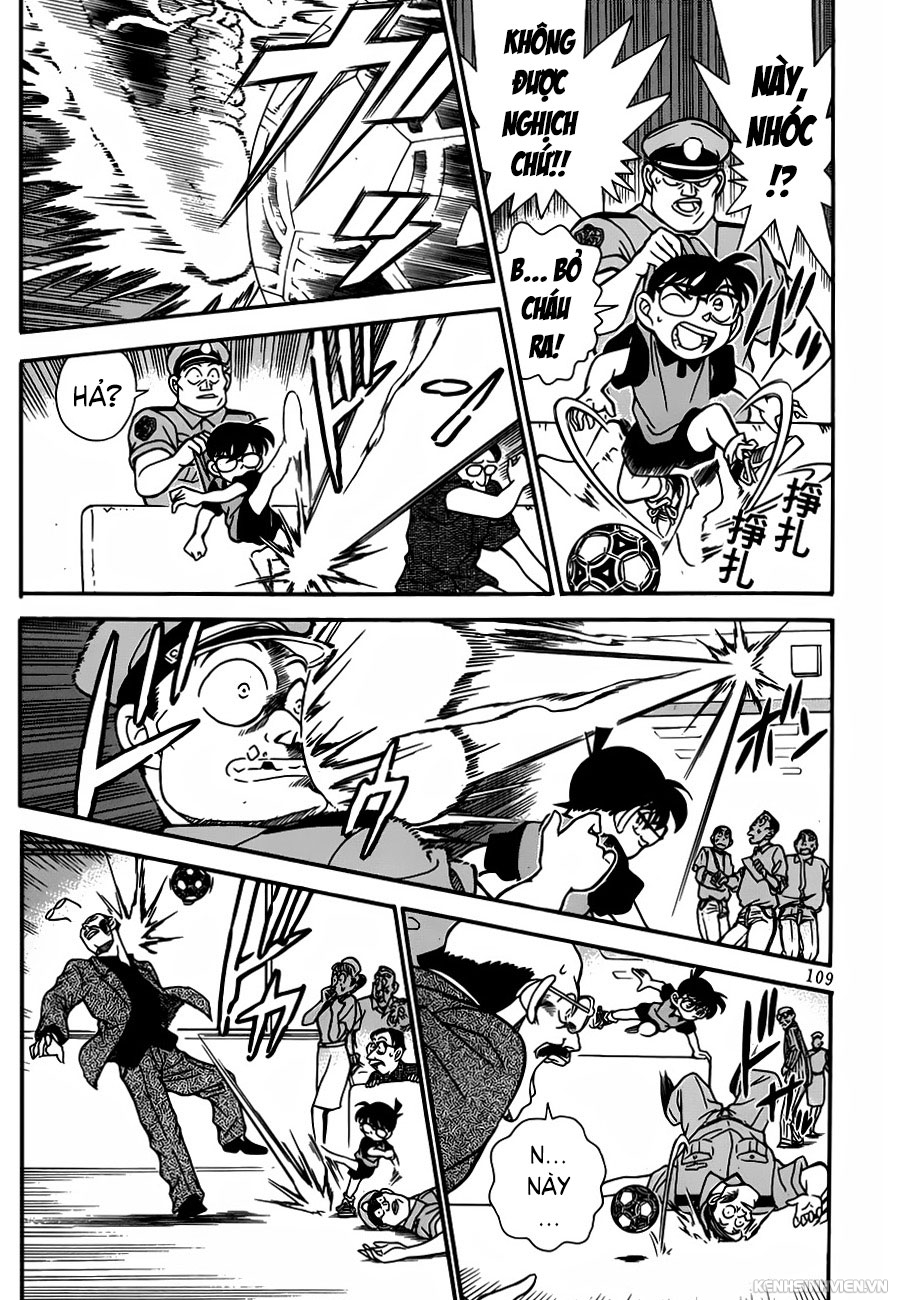 NÀY,
NHÓC
!?
KHÔNG
ĐƯỢC
NGHỊCH
CHỨ!!
B... BỎ
CHÁU
RA!
掙扎
掙扎
HẢ?
109
N...
NÀY
...
KENHSINHVIEN.VN